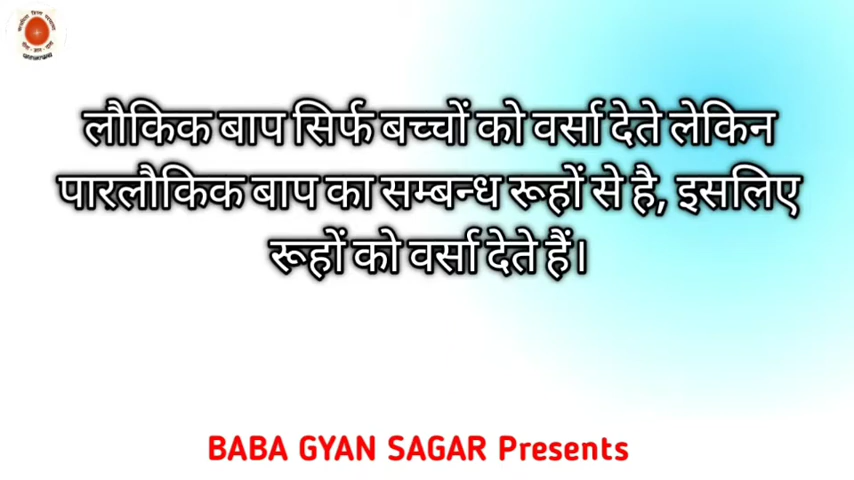 लौकिक बाप सिर्फ बच्चों को वर्सा देते लेकिन
पारलौकिक बाप का सम्बन्ध रूहों से है, इसलिए
रूहों को वर्सा देते हैं।
BABA GYAN SAGAR Presents